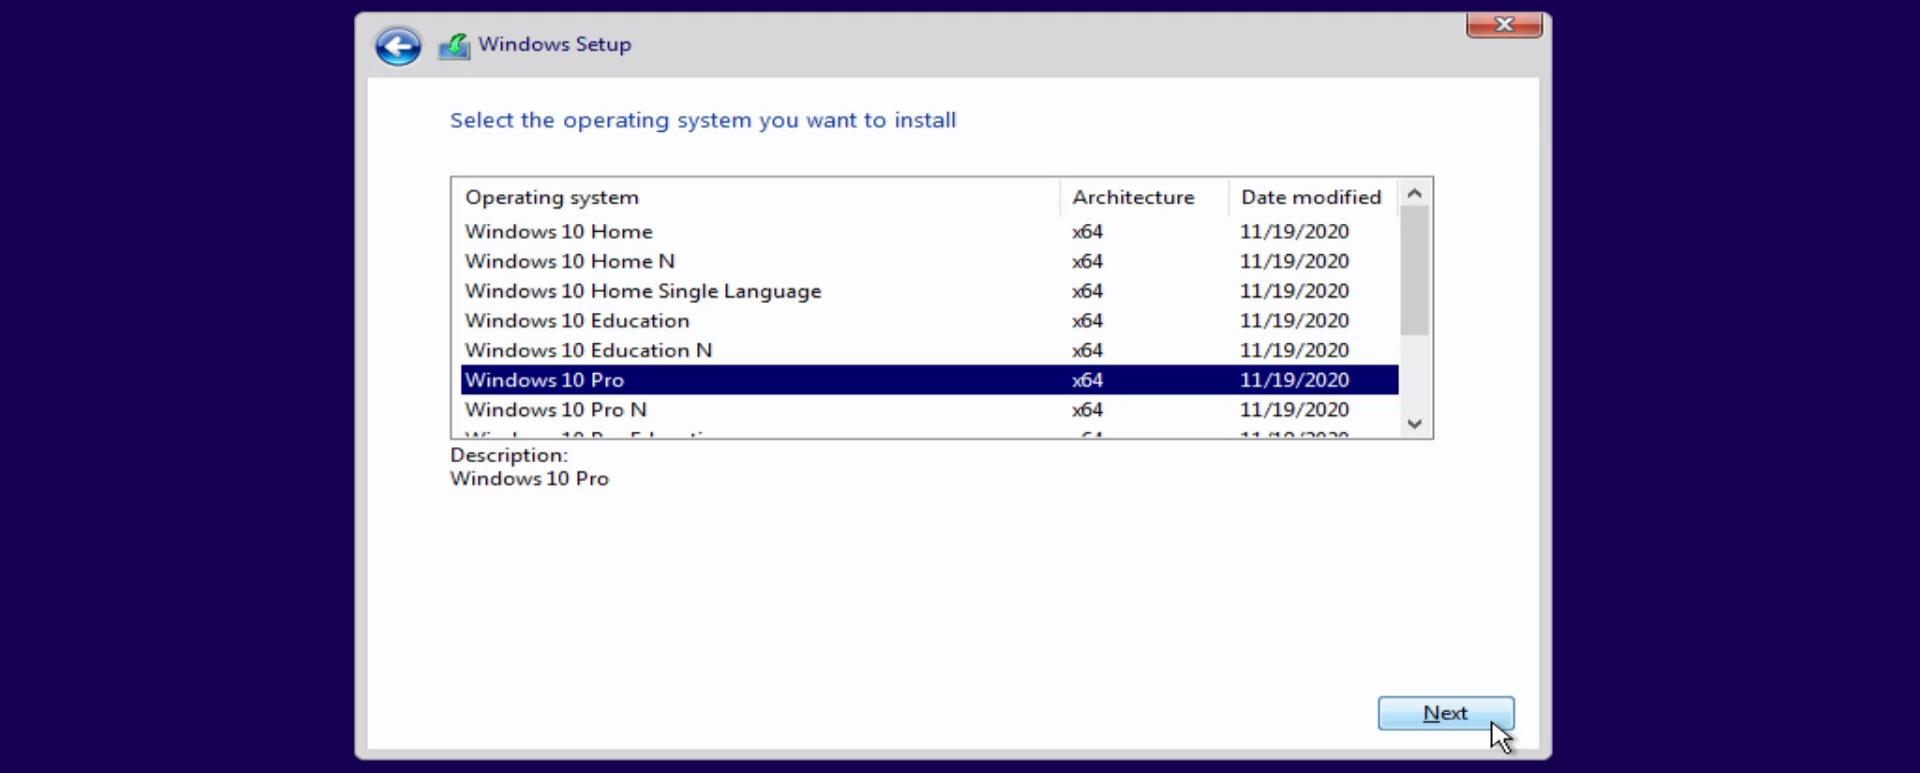 Windows Setup
Select the operating system you want to install
Operating system Architecture Date modified
Windows 10 Home x64 11/19/2020
Windows 10 Home N x64 11/19/2020
Windows 10 Home Single Language x64 11/19/2020
Windows 10 Education x64 11/19/2020
Windows 10 Education N x64 11/19/2020
Windows 10 Pro x64 11/19/2020
Windows 10 Pro N x64 11/19/2020
Description:
Windows 10 Pro
Next